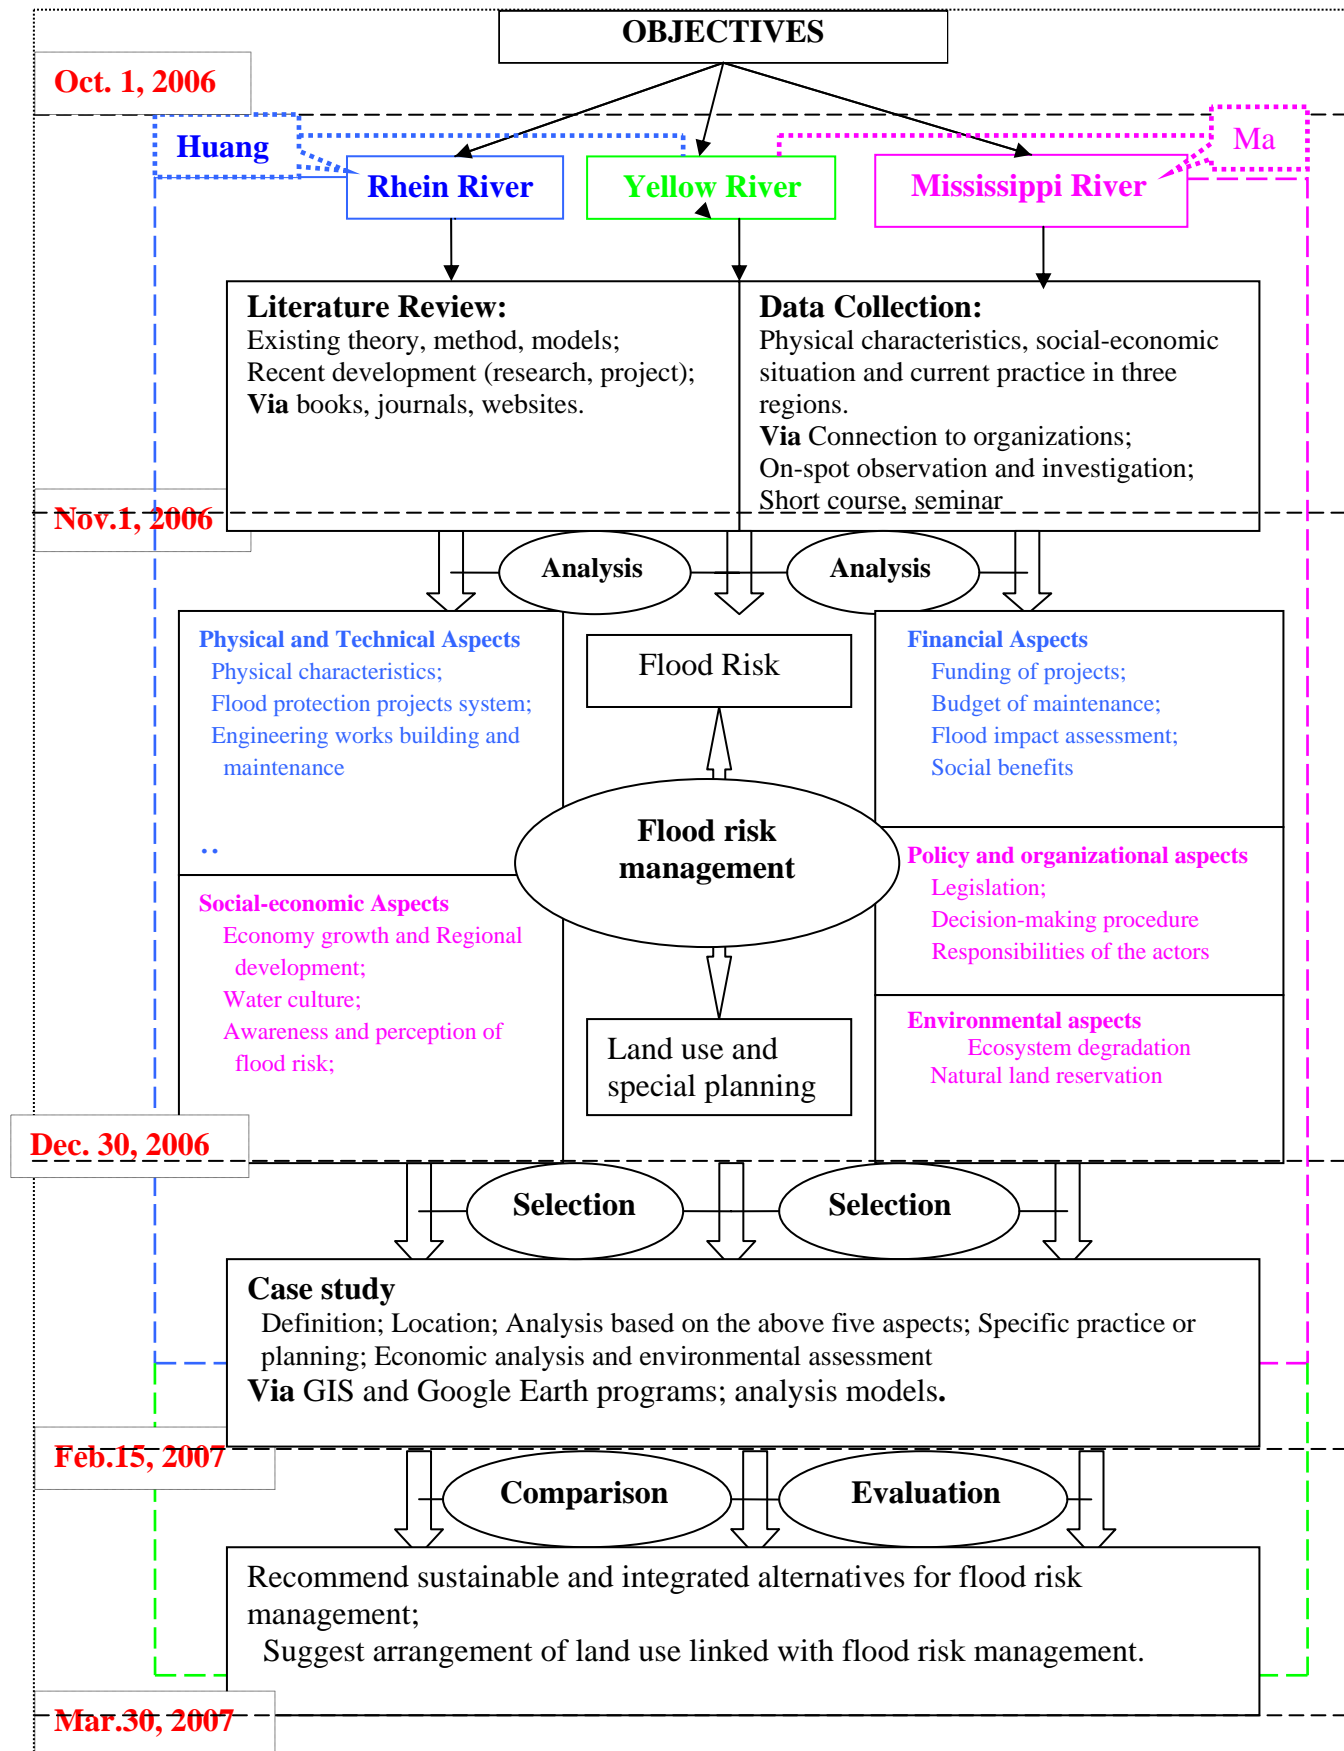 OBJECTIVES
Oct. 1, 2006
Huang
Ma
Rhein River
Yellow River
Mississippi River
Literature Review:
Existing theory, method, models;
Recent development (research, project);
Via books, journals, websites.
Data Collection:
Physical characteristics, social-economic
situation and current practice in three
regions.
Via Connection to organizations;
On-spot observation and investigation;
Short course, seminar
Nov.1, 2006
Analysis
Analysis
Physical and Technical Aspects
Physical characteristics;
Flood protection projects system;
Engineering works building and
maintenance
..
Social-economic Aspects
Economy growth and Regional
development;
Water culture;
Awareness and perception of
flood risk;
Flood Risk
Flood risk
management
Land use and
special planning
Financial Aspects
Funding of projects;
Budget of maintenance;
Flood impact assessment;
Social benefits
Policy and organizational aspects
Legislation;
Decision-making procedure
Responsibilities of the actors
Environmental aspects
Ecosystem degradation
Natural land reservation
Dec. 30, 2006
Selection
Selection
Case study
Definition; Location; Analysis based on the above five aspects; Specific practice or
planning; Economic analysis and environmental assessment
Via GIS and Google Earth programs; analysis models.
Feb.15, 2007
Comparison
Evaluation
Recommend sustainable and integrated alternatives for flood risk
management;
Suggest arrangement of land use linked with flood risk management.
Mar.30, 2007